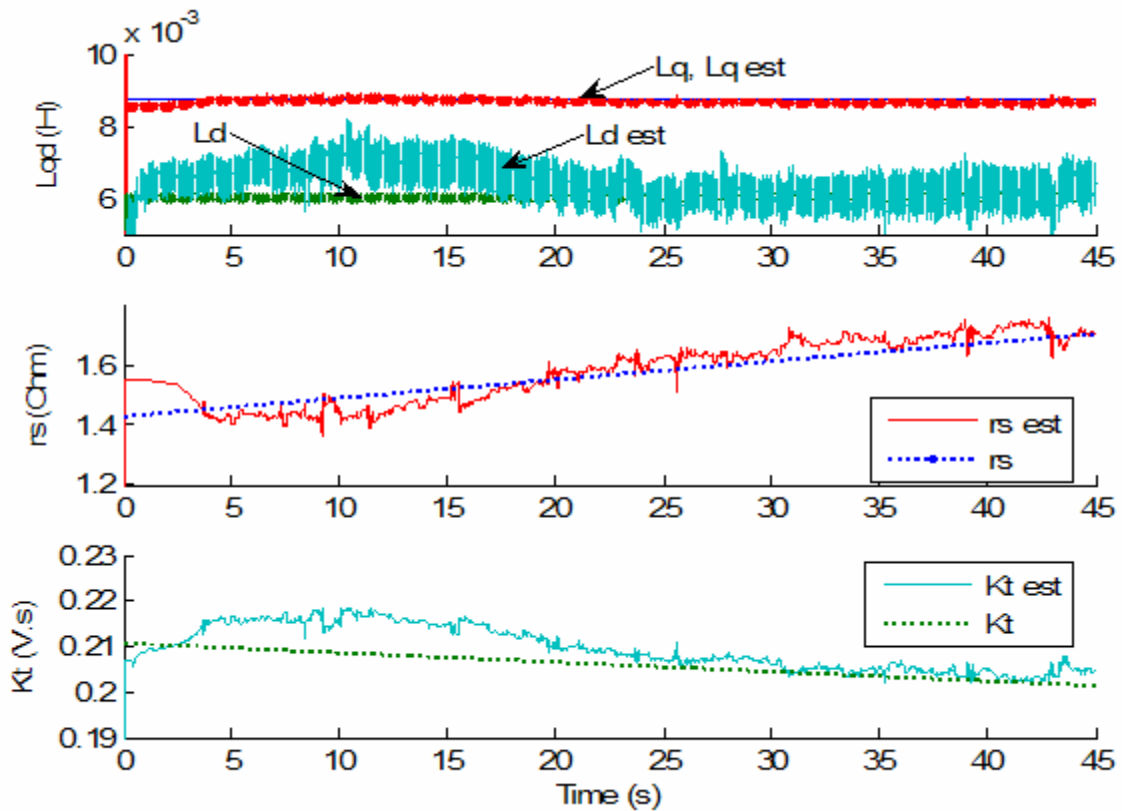 x 10⁻³
10
Lq, Lq est
8
Ld
Ld est
6
Lqd (H)
0 5 10 15 20 25 30 35 40 45
1.6
1.4
1.2
rs (Ohm)
rs est
rs
0 5 10 15 20 25 30 35 40 45
0.23
0.22
0.21
0.2
0.19
Kt (V.s)
Kt est
Kt
0 5 10 15 20 25 30 35 40 45
Time (s)